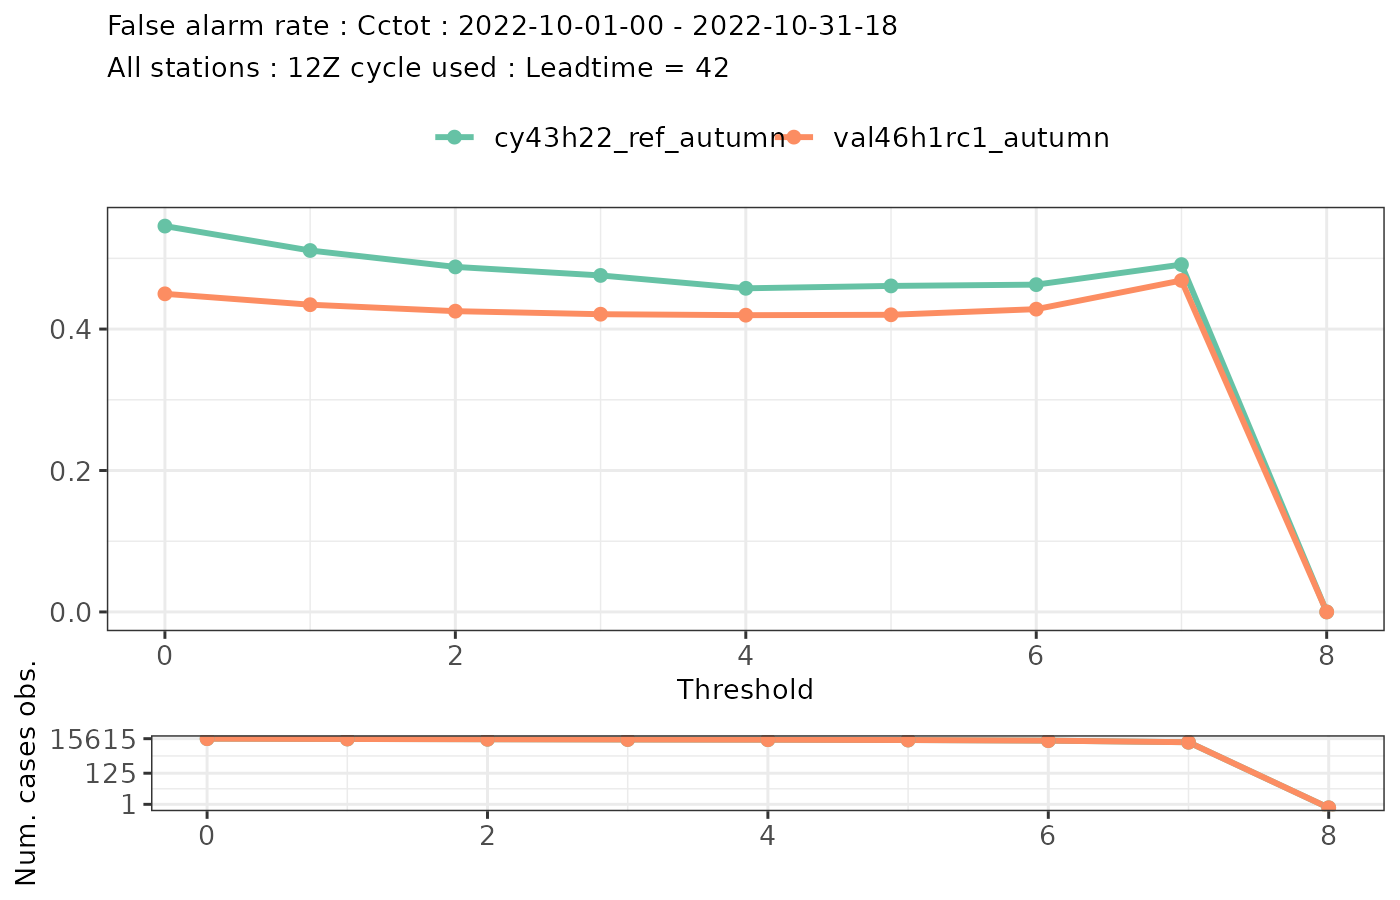 False alarm rate : Cctot : 2022-10-01-00 - 2022-10-31-18
All stations : 12Z cycle used : Leadtime = 42
cy43h22_ref_autumn val46h1rc1_autumn
0.4
0.2
0.0
0 2 4 6 8
Threshold
Num. cases obs.
15615
125
1
0 2 4 6 8